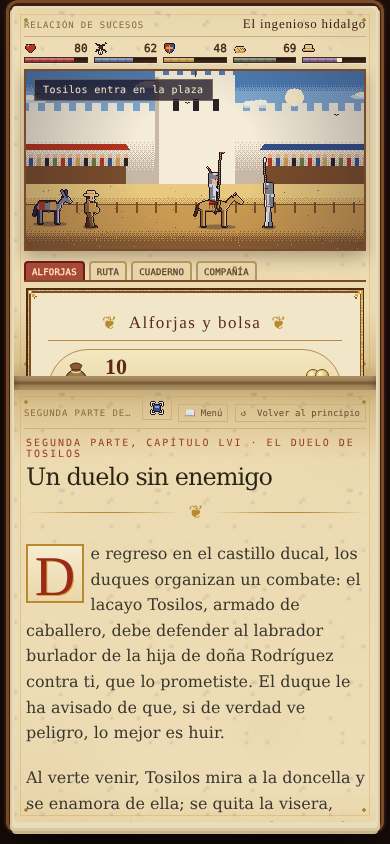 RELACIÓN DE SUCESOS
El ingenioso hidalgo
80 62 48 69
Tosilos entra en la plaza
ALFORJAS RUTA CUADERNO COMPAÑÍA
Alforjas y bolsa
10
SEGUNDA PARTE DE… 📖 Menú ↺ Volver al principio
SEGUNDA PARTE, CAPÍTULO LVI · EL DUELO DE
TOSILOS
Un duelo sin enemigo
De regreso en el castillo ducal, los
duques organizan un combate: el
lacayo Tosilos, armado de
caballero, debe defender al labrador
burlador de la hija de doña Rodríguez
contra ti, que lo prometiste. El duque le
ha avisado de que, si de verdad ve
peligro, lo mejor es huir.
Al verte venir, Tosilos mira a la doncella y
se enamora de ella; se quita la visera,